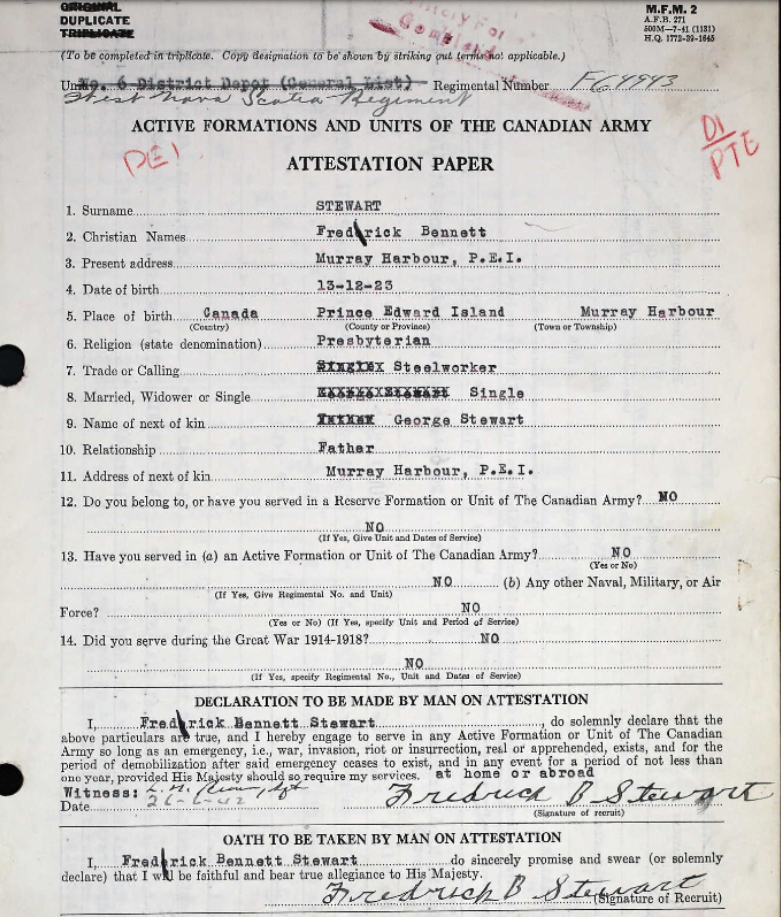 ORIGINAL
DUPLICATE
TRIPLICATE
M.F.M. 2
A.F.B. 271
500M—7-41 (1131)
H.Q. 1772-39-1645
(To be completed in triplicate. Copy designation to be shown by striking out terms not applicable.)
Unit No. 6 District Depot (General List) Regimental Number F64943
West Nova Scotia Regiment
ACTIVE FORMATIONS AND UNITS OF THE CANADIAN ARMY
PEI.
D1
PTE
ATTESTATION PAPER
1. Surname STEWART
2. Christian Names Fred rick Bennett
3. Present address Murray Harbour, P.E.I.
4. Date of birth 13-12-23
5. Place of birth Canada Prince Edward Island Murray Harbour
(Country) (County or Province) (Town or Township)
6. Religion (state denomination) Presbyterian
7. Trade or Calling Steelworker
8. Married, Widower or Single George Stewart Single
9. Name of next of kin George Stewart
10. Relationship Father
11. Address of next of kin Murray Harbour, P.E.I.
12. Do you belong to, or have you served in a Reserve Formation or Unit of The Canadian Army? NO
NO
(If Yes, Give Unit and Dates of Service)
13. Have you served in (a) an Active Formation or Unit of The Canadian Army? NO
(Yes or No)
NO (b) Any other Naval, Military, or Air
(If Yes, Give Regimental No. and Unit)
Force? NO
(Yes or No) (If Yes, specify Unit and Period of Service)
14. Did you serve during the Great War 1914-1918? NO
NO
(If Yes, specify Regimental No., Unit and Dates of Service)
DECLARATION TO BE MADE BY MAN ON ATTESTATION
I, Fred rick Bennett Stewart, do solemnly declare that the
above particulars are true, and I hereby engage to serve in any Active Formation or Unit of The Canadian
Army so long as an emergency, i.e., war, invasion, riot or insurrection, real or apprehended, exists, and for the
period of demobilization after said emergency ceases to exist, and in any event for a period of not less than
one year, provided His Majesty should so require my services. at home or abroad
Witness: Sgt
Date 26-6-42 Fredrick B Stewart
(Signature of recruit)
OATH TO BE TAKEN BY MAN ON ATTESTATION
I, Fred rick Bennett Stewart do sincerely promise and swear (or solemnly
declare) that I will be faithful and bear true allegiance to His Majesty.
Fredrick B Stewart (Signature of Recruit)